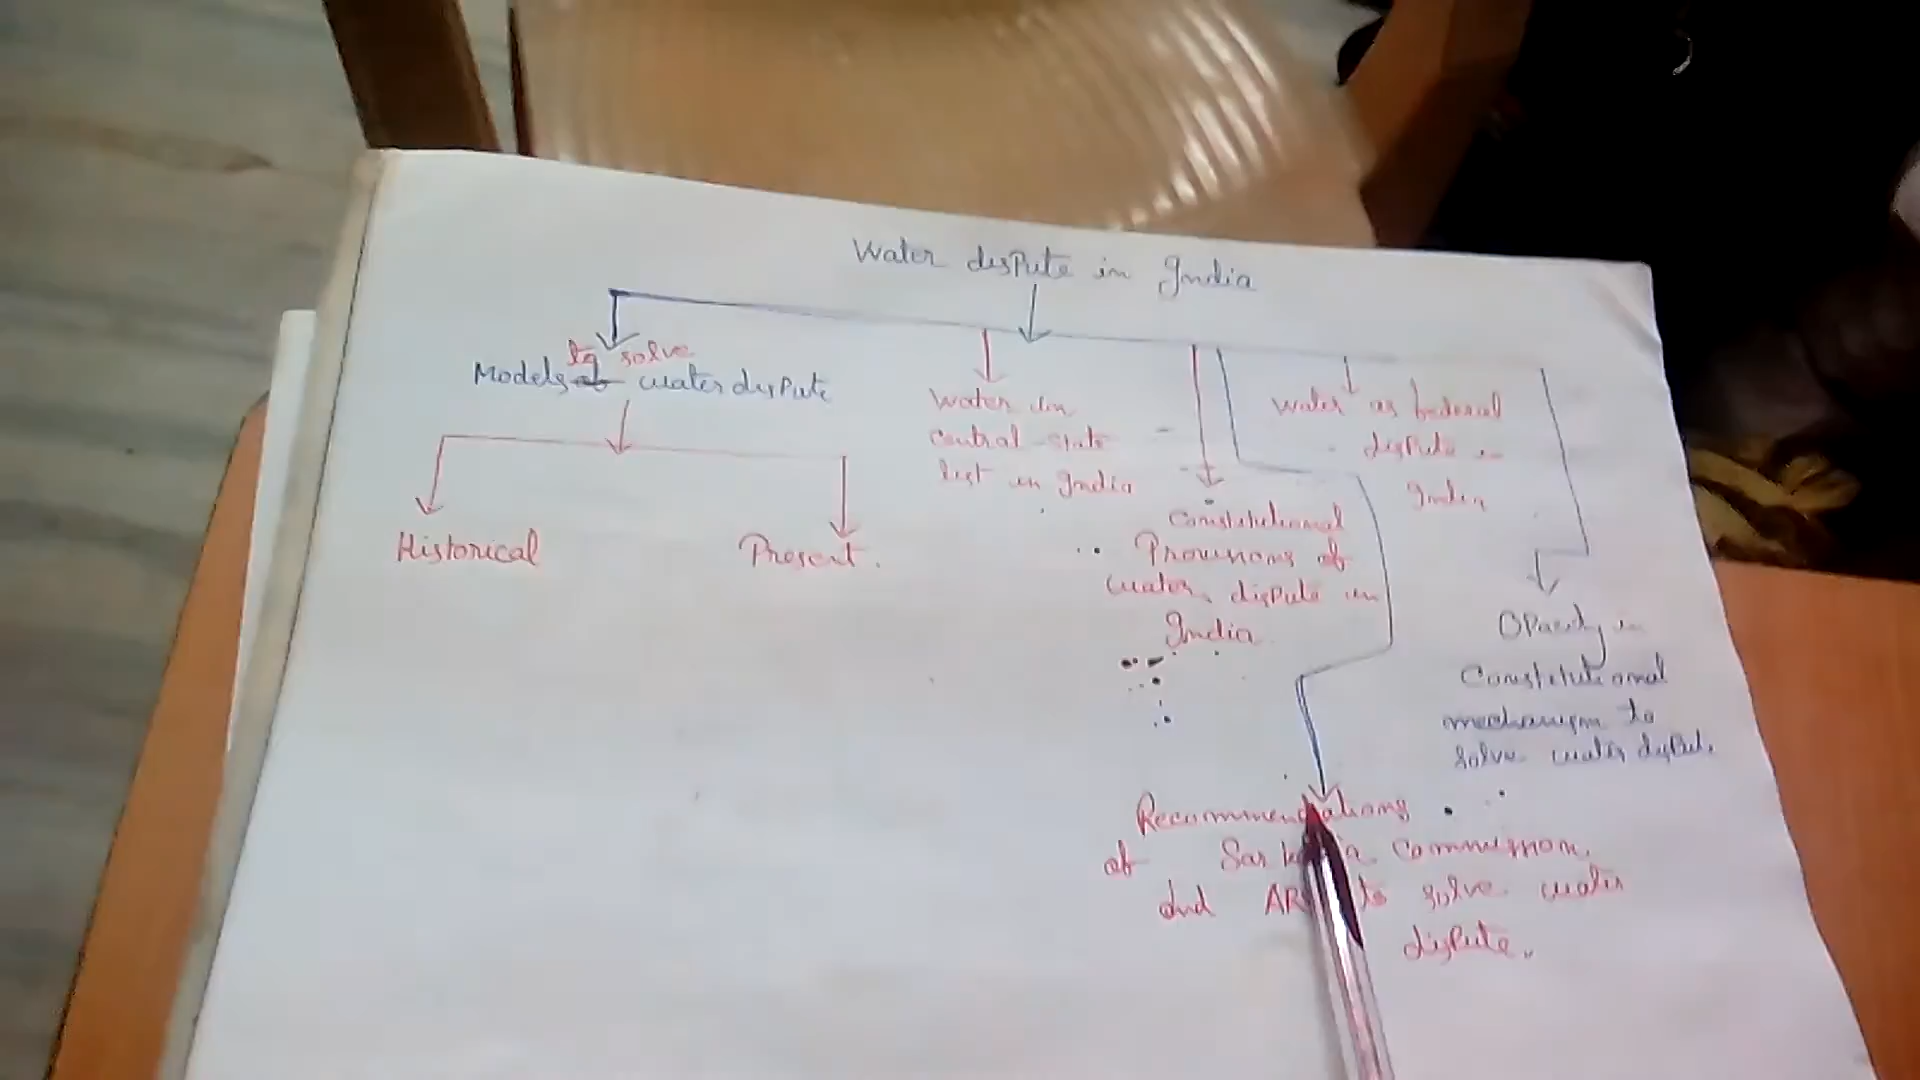 Water dispute in India
to solve
Models of water dispute
Historical
Present.
Water in
central state
list in India
Constitutional
Provisions of
water dispute in
India
Water as federal
dispute in
India
Opacity in
Constitutional
mechanism to
solve water dispute
Recommendations
of Commission
and to solve water
dispute.